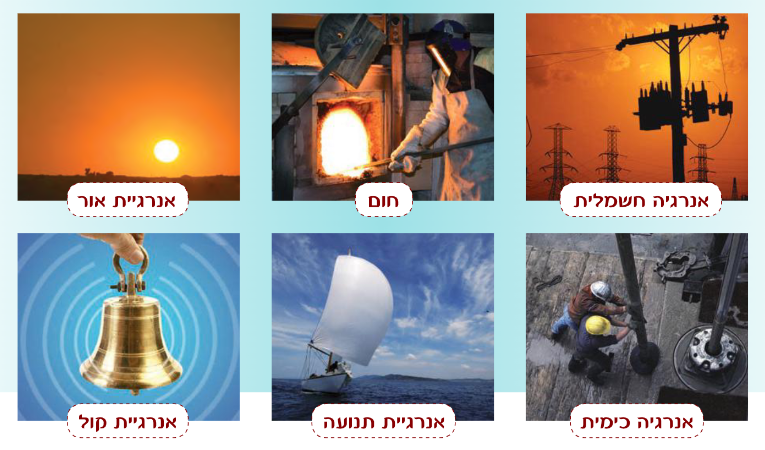 אנרגיה חשמלית
חום
אנרגיית אור
אנרגיה כימית
אנרגיית תנועה
אנרגיית קול